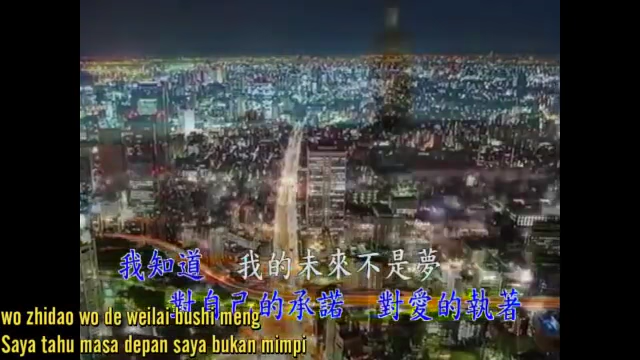 我知道 我的未來不是夢
對自己的承諾 對愛的執著
wo zhidao wo de weilai bushi meng
Saya tahu masa depan saya bukan mimpi